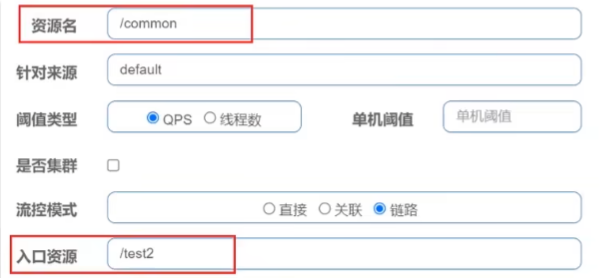 资源名 /common
针对来源 default
阈值类型 QPS 线程数 单机阈值 单机阈值
是否集群
流控模式 直接 关联 链路
入口资源 /test2